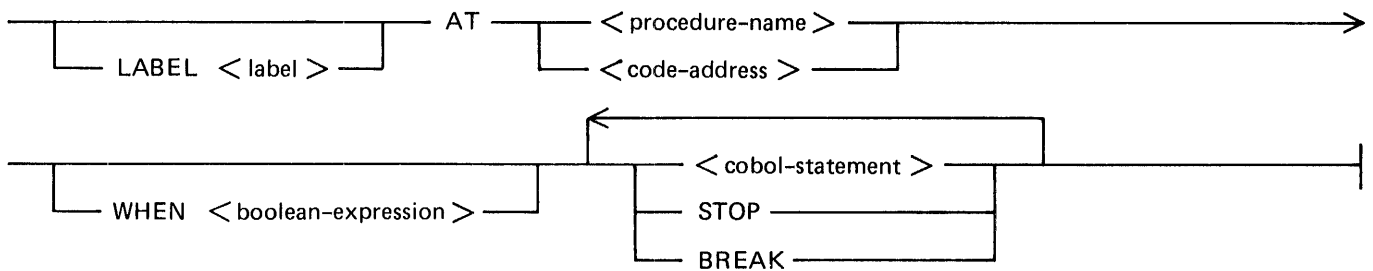 AT < procedure-name >
LABEL < label > < code-address >
< cobol-statement >
WHEN < boolean-expression > STOP
BREAK